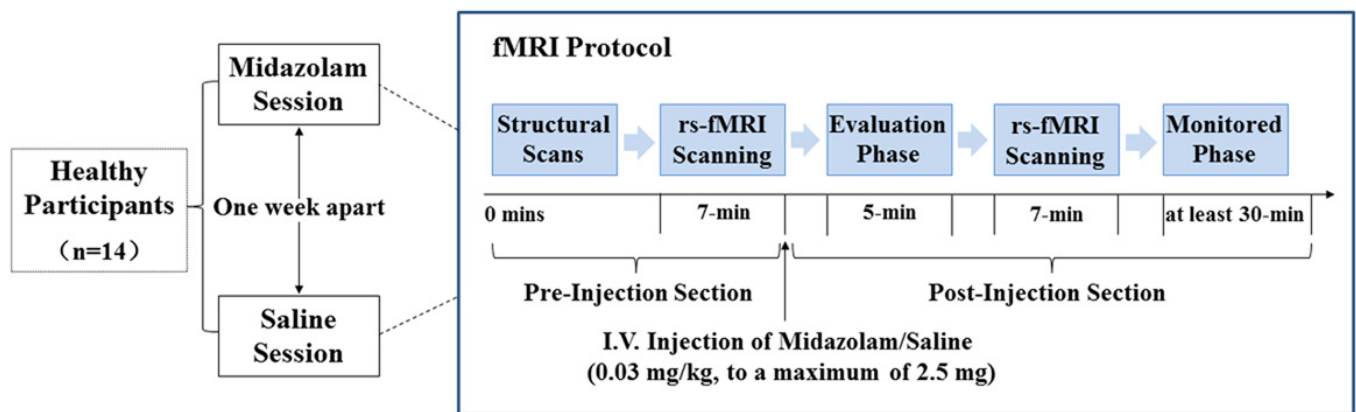 Healthy
Participants
（n=14）
Midazolam
Session
One week apart
Saline
Session
fMRI Protocol
Structural
Scans
rs-fMRI
Scanning
Evaluation
Phase
rs-fMRI
Scanning
Monitored
Phase
0 mins
7-min
5-min
7-min
at least 30-min
Pre-Injection Section
Post-Injection Section
I.V. Injection of Midazolam/Saline
(0.03 mg/kg, to a maximum of 2.5 mg)